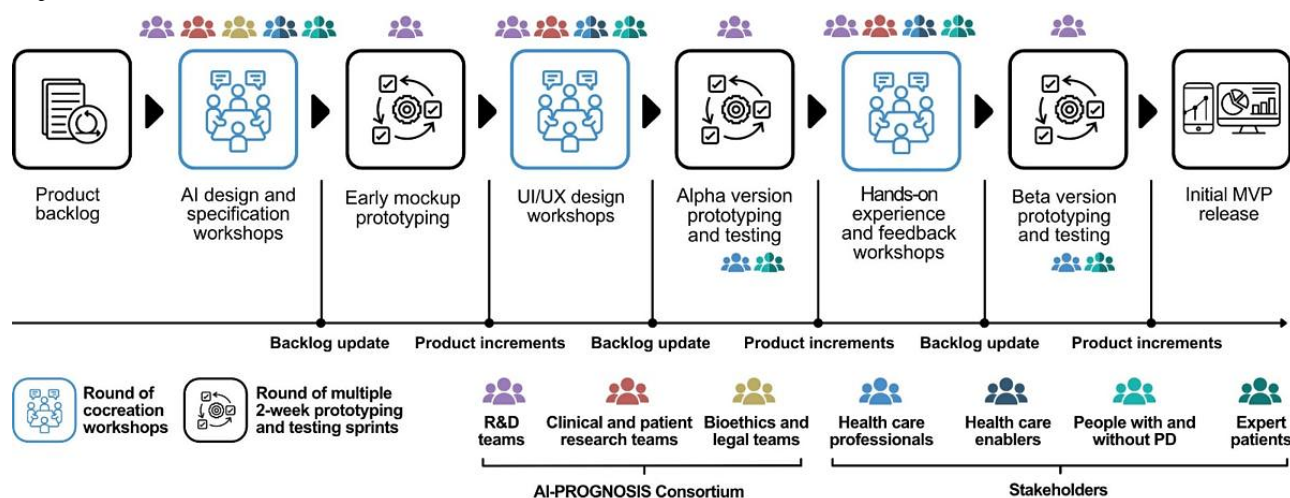 Product
backlog
AI design and
specification
workshops
Early mockup
prototyping
UI/UX design
workshops
Alpha version
prototyping
and testing
Hands-on
experience
and feedback
workshops
Beta version
prototyping
and testing
Initial MVP
release
Backlog update
Product increments
Backlog update
Product increments
Backlog update
Product increments
Round of
cocreation
workshops
Round of multiple
2-week prototyping
and testing sprints
R&D
teams
Clinical and patient
research teams
Bioethics and
legal teams
Health care
professionals
Health care
enablers
People with and
without PD
Expert
patients
AI-PROGNOSIS Consortium
Stakeholders